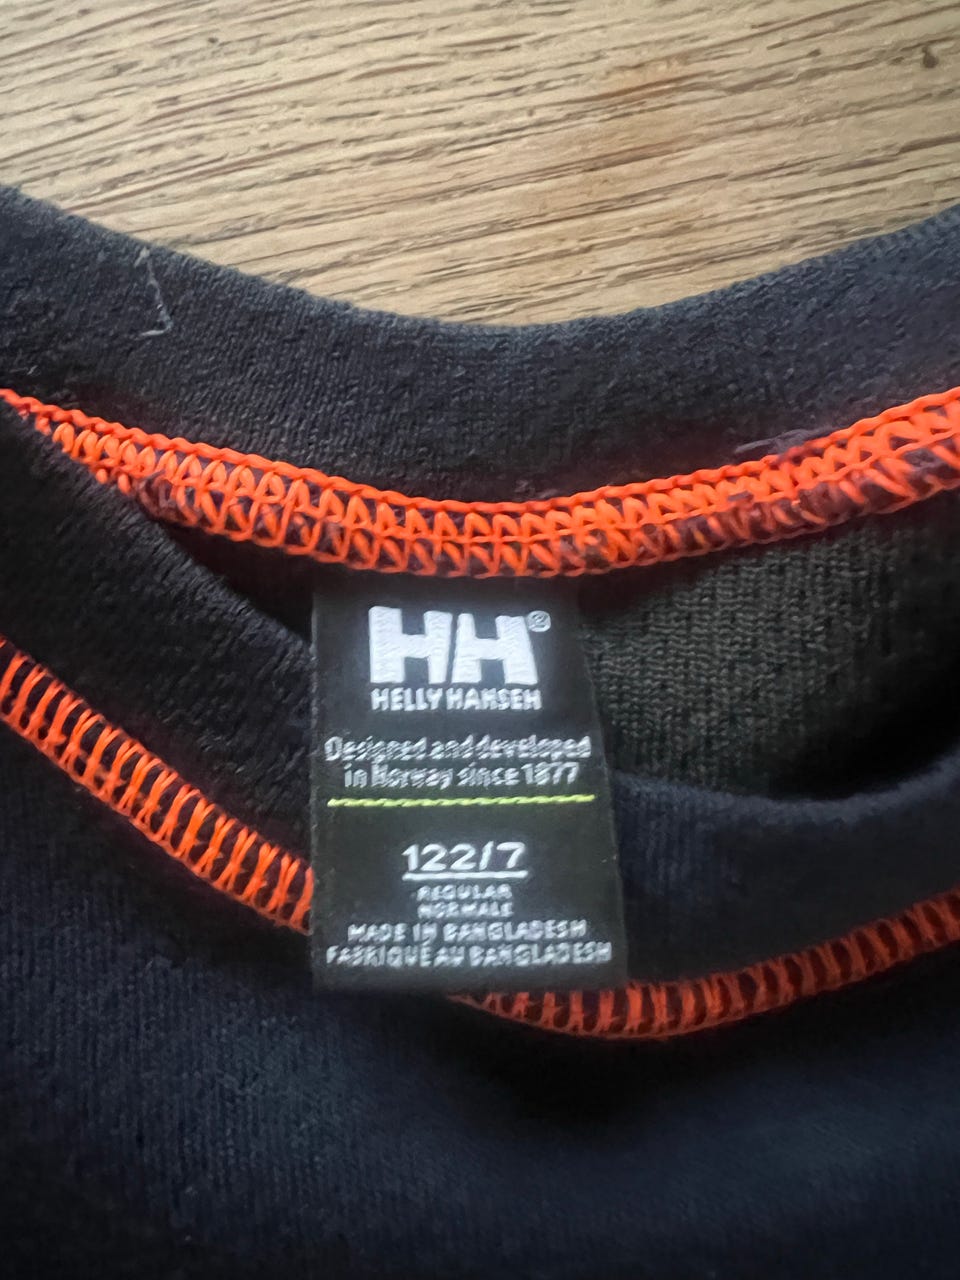 HH®
HELLY HANSEN
Designed and developed
in Norway since 1877
122/7
REGULAR
NORMALE
MADE IN BANGLADESH
FABRIQUÉ AU BANGLADESH